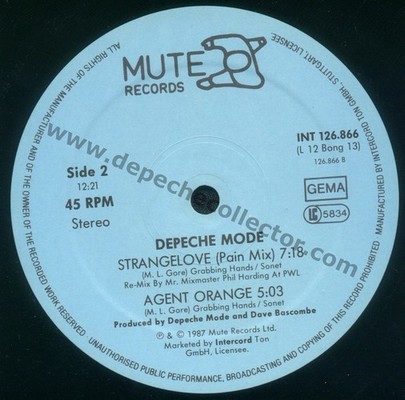 ALL RIGHTS OF THE MANUFACTURER AND OF THE OWNER OF THE RECORDED WORK RESERVED
BY INTERCORD TON GMBH, STUTTGART, LICENSEE.
MUTE
RECORDS
www.depechecollector.com
Side 2
12:21
45 RPM
Stereo
INT 126.866
(L 12 Bong 13)
126.866 B
GEMA
LC 5834
DEPECHE MODE
STRANGELOVE (Pain Mix) 7:18
(M. L. Gore) Grabbing Hands / Sonet
Re-Mix By Mr. Mixmaster Phil Harding At PWL
AGENT ORANGE 5:03
(M. L. Gore) Grabbing Hands / Sonet
Produced by Depeche Mode and Dave Bascombe
℗ & © 1987 Mute Records Ltd.
Marketed by Intercord Ton
GmbH, Licensee.
UNAUTHORISED PUBLIC PERFORMANCE, BROADCASTING AND COPYING OF THIS RECORD PROHIBITED. MANUFACTURED